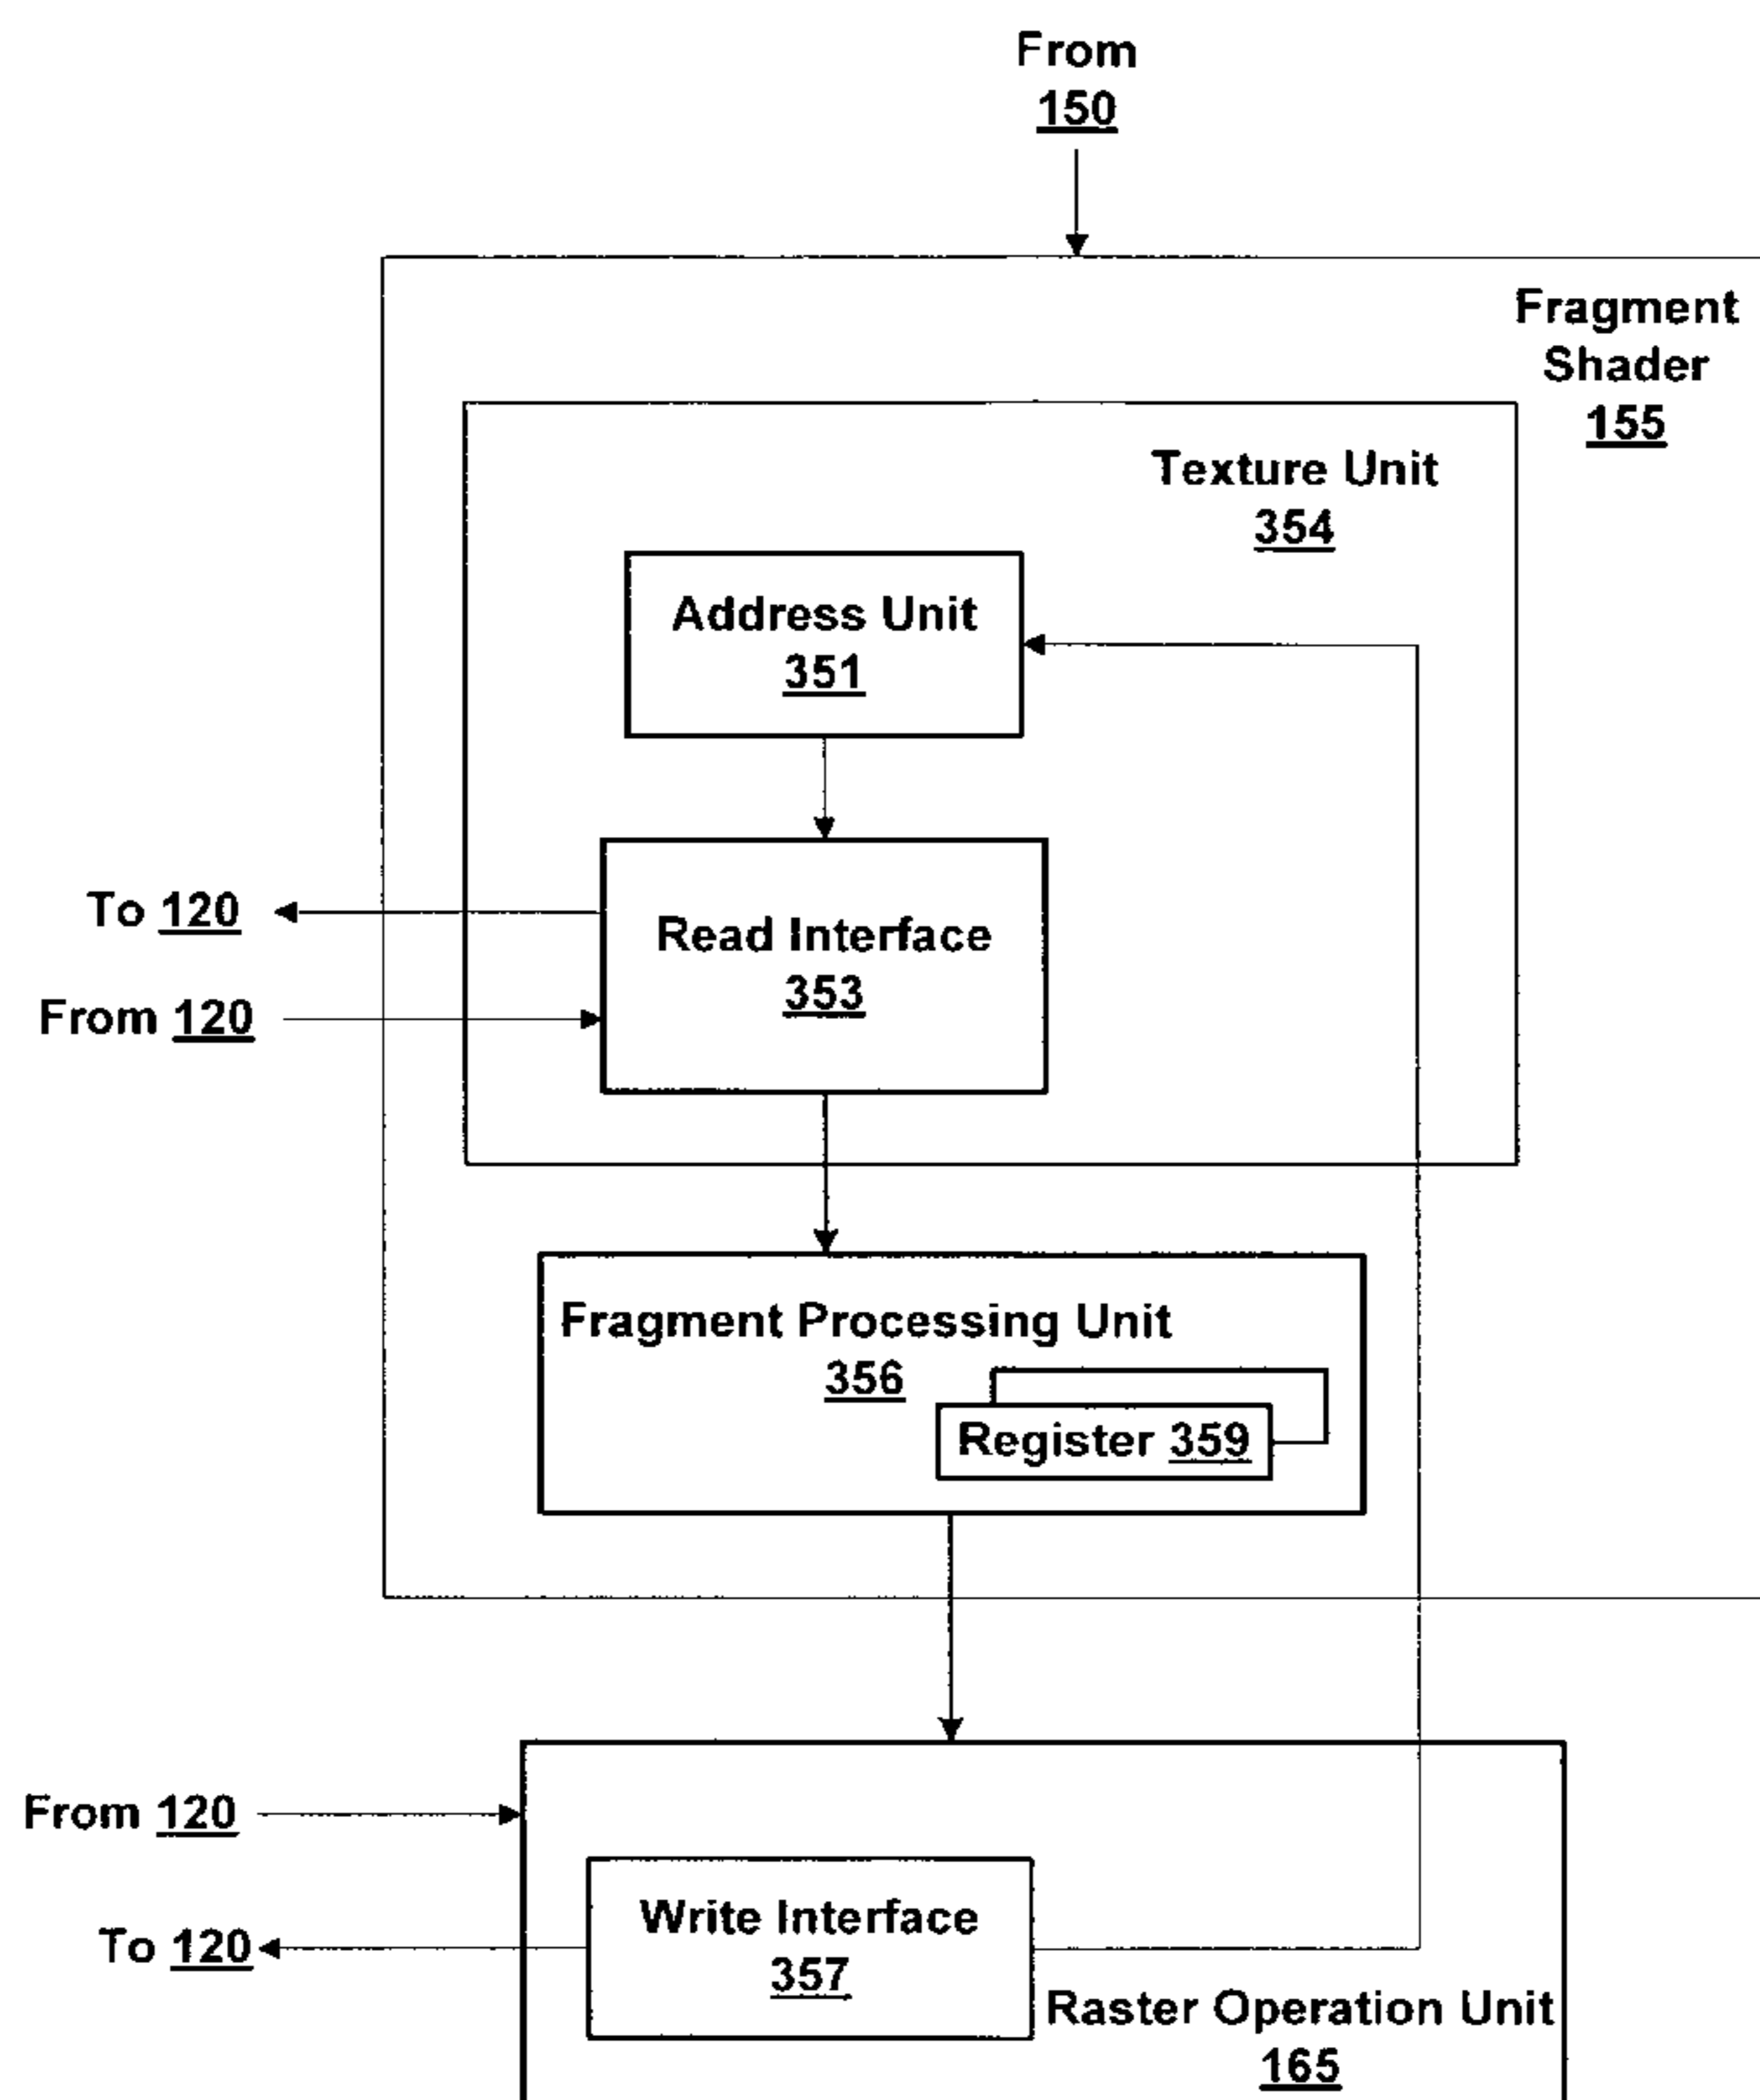 From
150
Fragment
Shader
155
Texture Unit
354
Address Unit
351
To 120
Read Interface
353
From 120
Fragment Processing Unit
356
Register 359
From 120
Write Interface
To 120
357
Raster Operation Unit
165